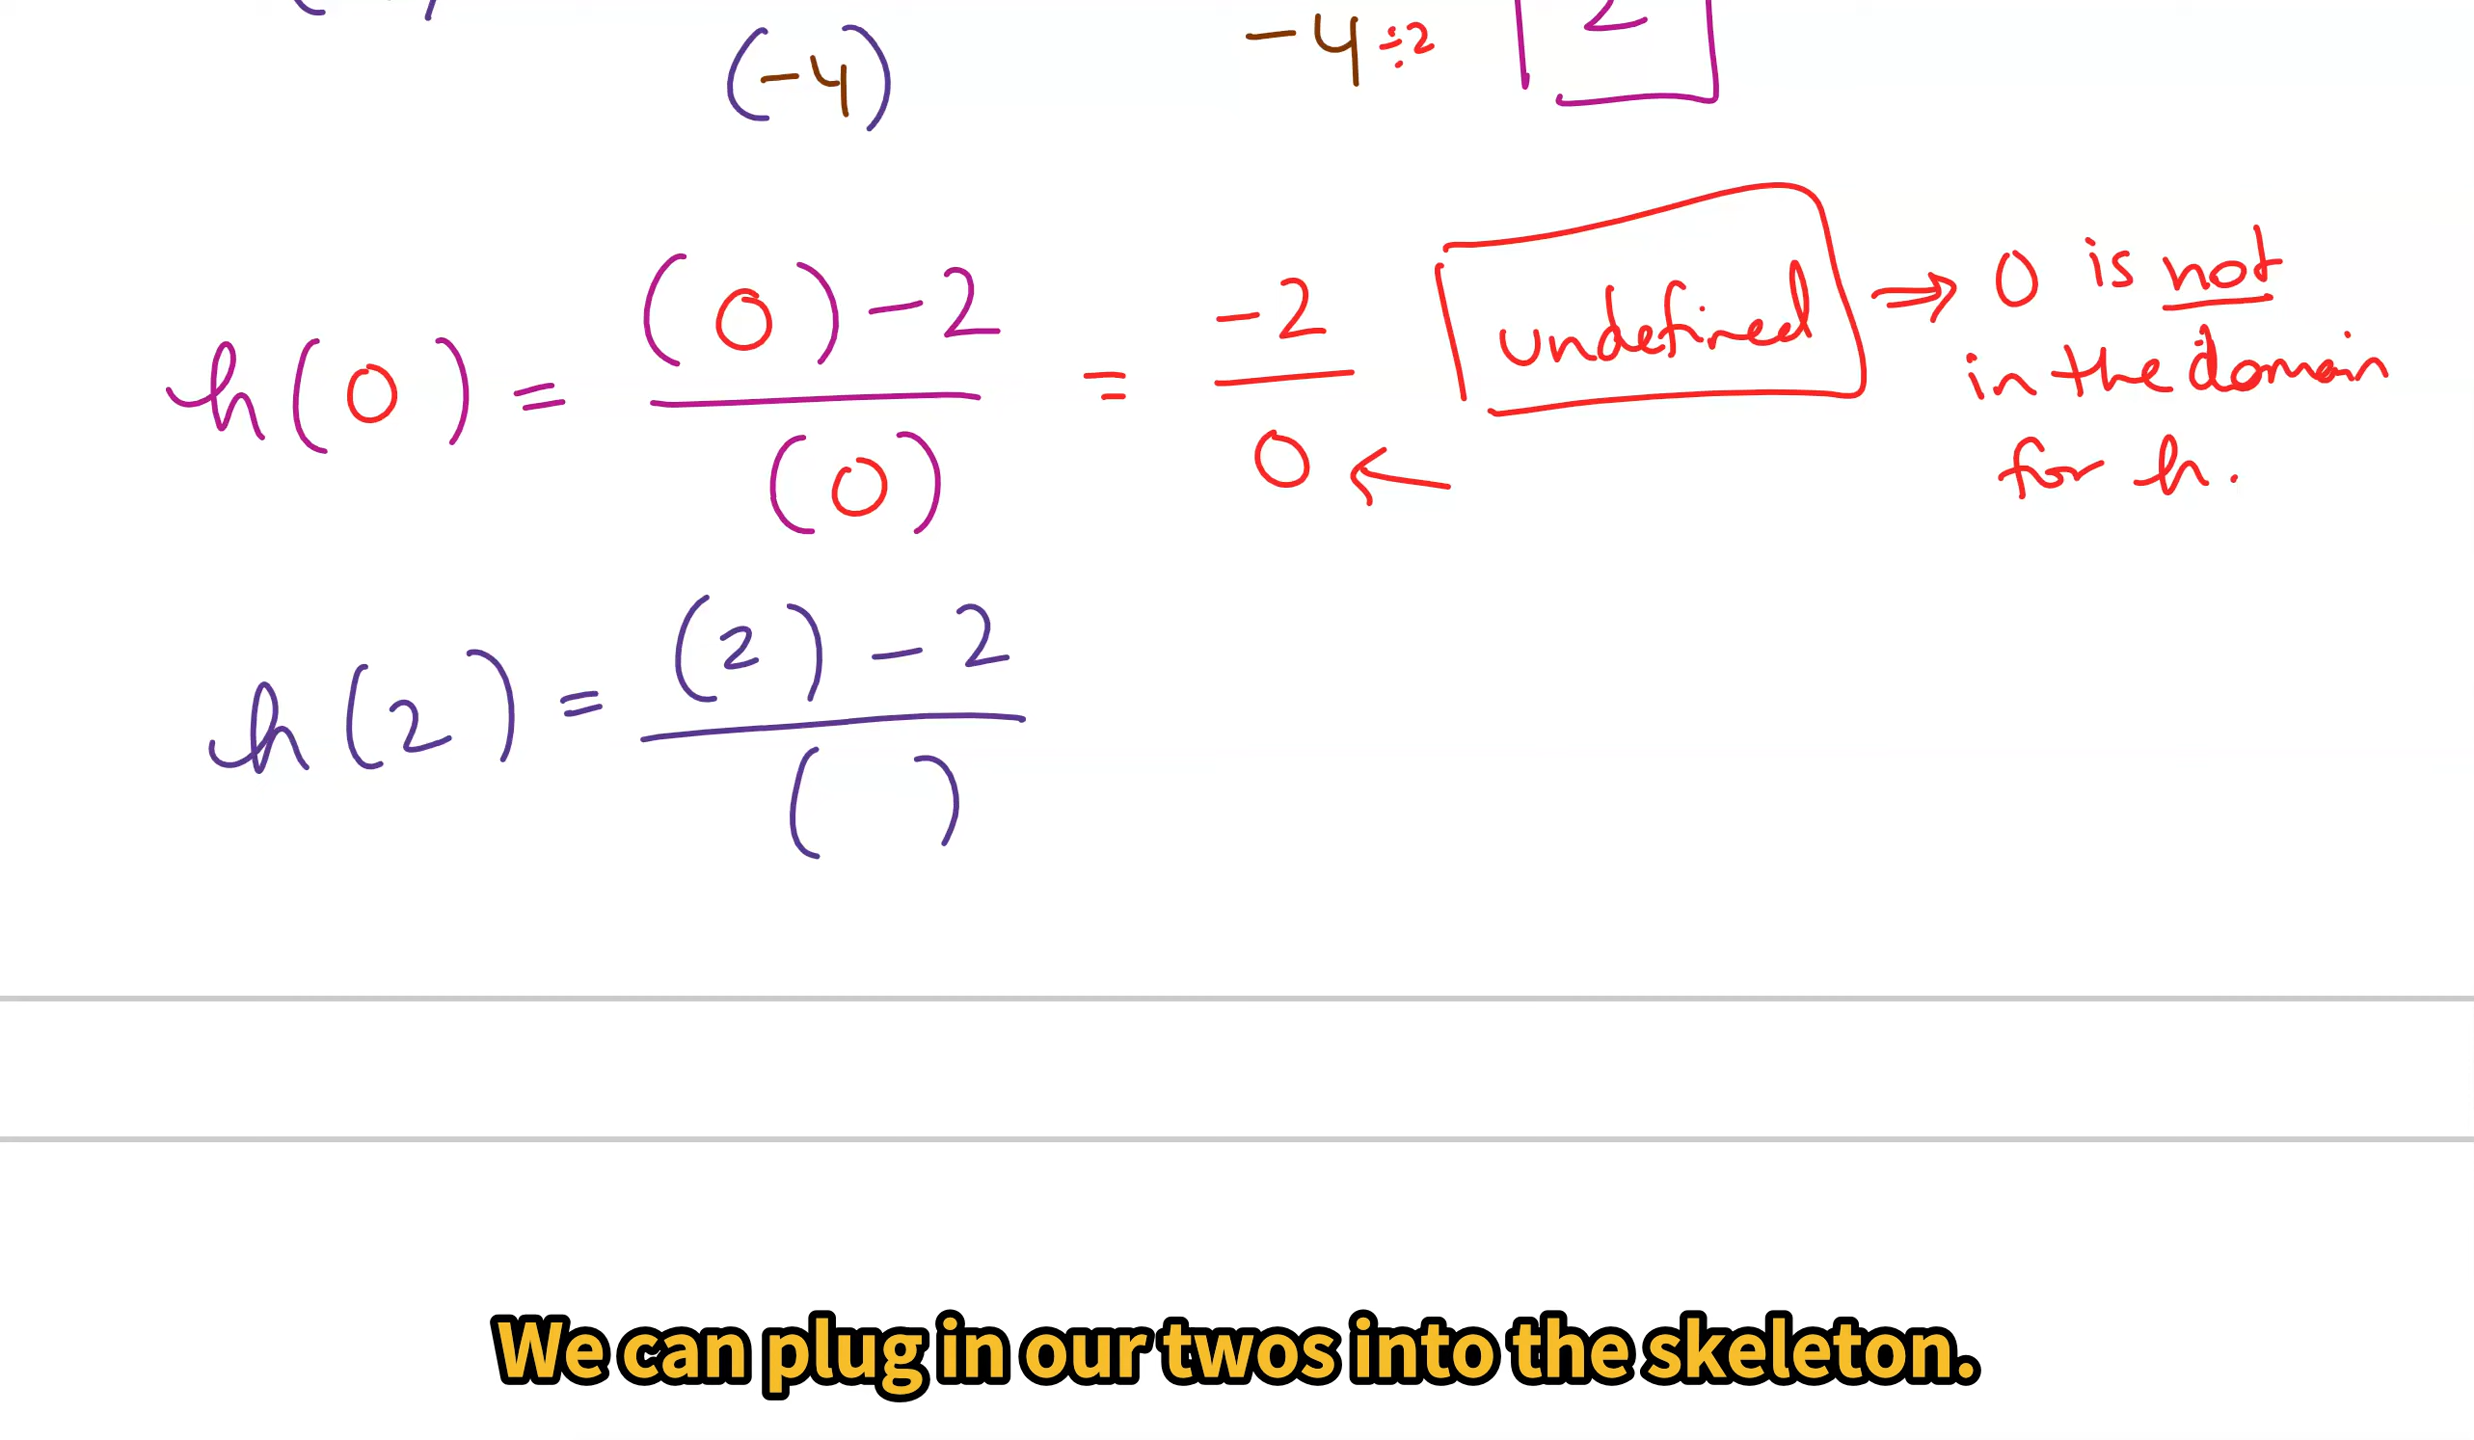 (-4)
-4 ÷2
2
h(0) = (0) - 2 / (0) = -2 / 0 undefined ⇒ 0 is not
in the domain
for h.
h(2) = (2) - 2 / ( )
We can plug in our twos into the skeleton.